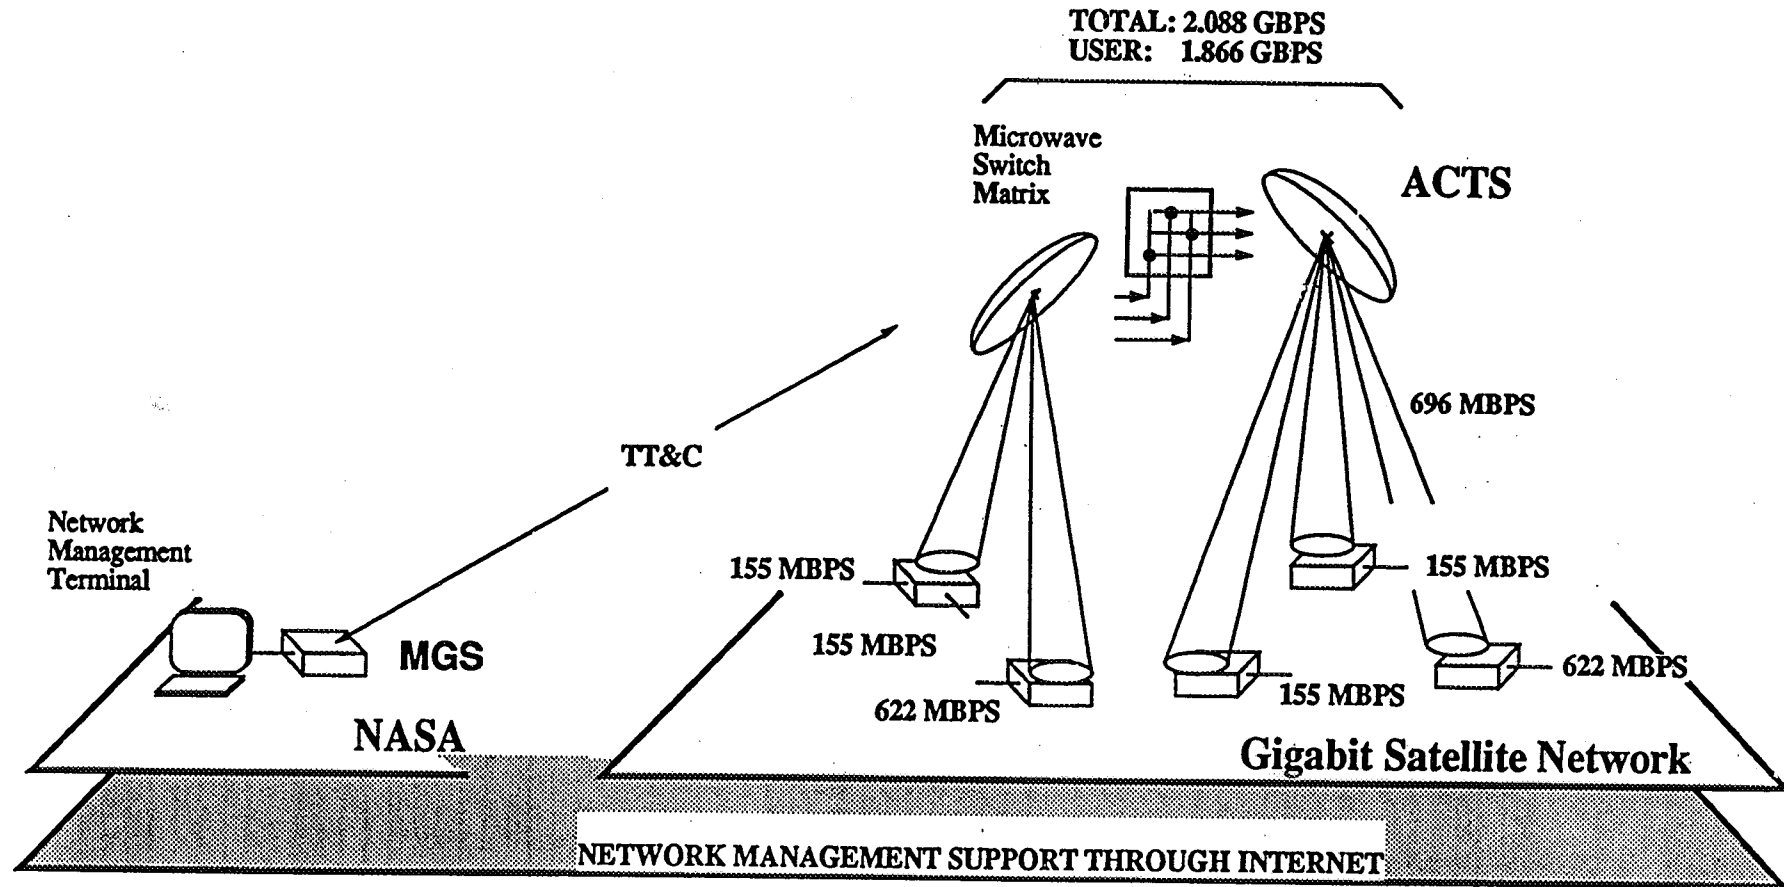 TOTAL: 2.088 GBPS
USER: 1.866 GBPS
Microwave
Switch
Matrix
ACTS
696 MBPS
TT&C
Network
Management
Terminal
155 MBPS
155 MBPS
155 MBPS
MGS
622 MBPS
622 MBPS
155 MBPS
NASA
Gigabit Satellite Network
NETWORK MANAGEMENT SUPPORT THROUGH INTERNET